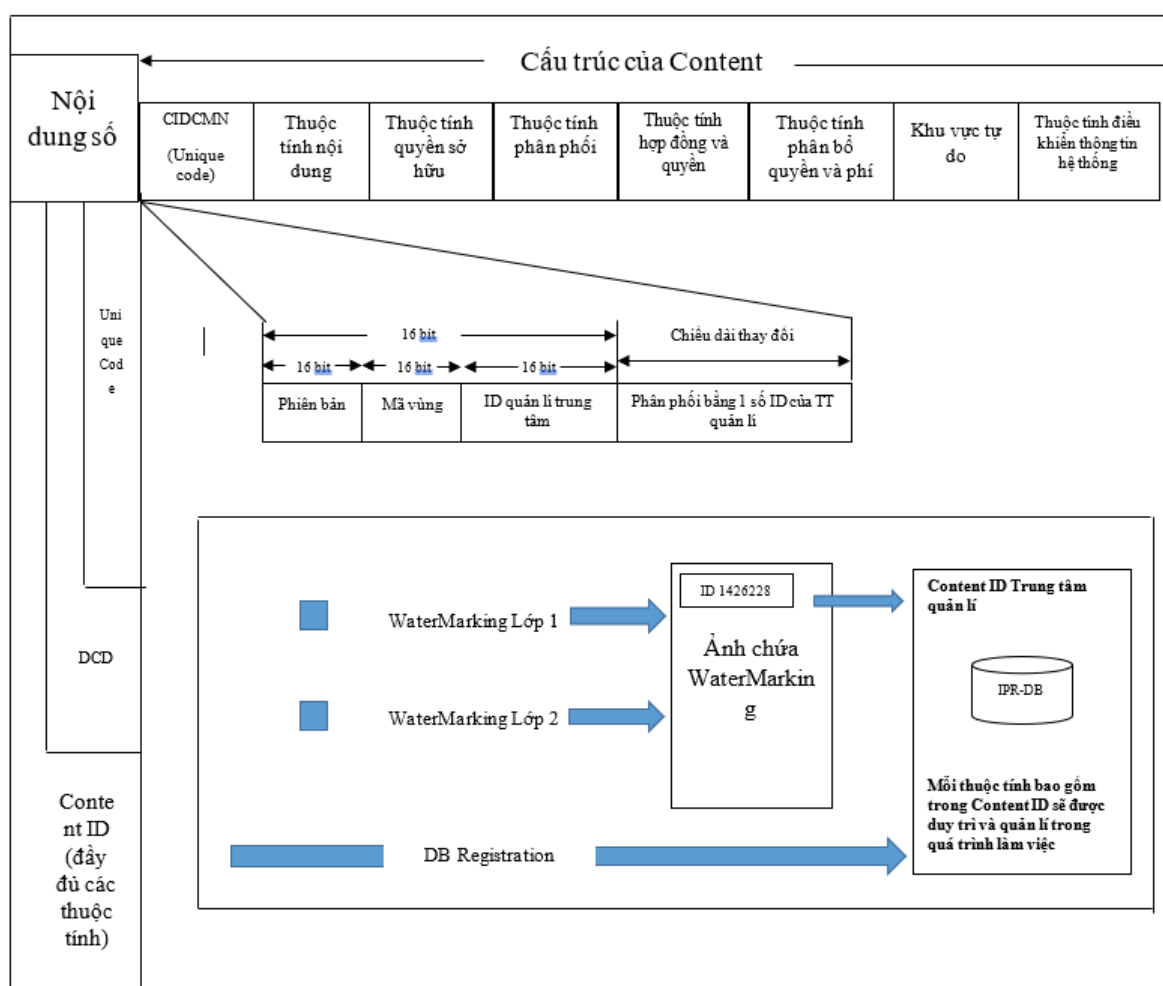 Cấu trúc của Content
Nội
dung số
CIDCMN
(Unique
code)
Thuộc
tính nội
dung
Thuộc tính
quyền sở
hữu
Thuộc tính
phân phối
Thuộc tính
hợp đồng và
quyền
Thuộc tính
phân bổ
quyền và phí
Khu vực tự
do
Thuộc tính điều
khiển thộng tin
hệ thống
Uni
que
Cod
e
16 bit
Chiều dài thay đổi
16 bit
16 bit
16 bit
Phiên bản
Mã vùng
ID quản lí trung
tâm
Phân phối bằng 1 số ID của TT
quản lí
DCD
Conte
nt ID
(đầy
đủ các
thuộc
tính)
WaterMarking Lớp 1
WaterMarking Lớp 2
DB Registration
ID 1426228
Ảnh chứa
WaterMarkin
g
Content ID Trung tâm
quản lí
IPR-DB
Mỗi thuộc tính bao gồm
trong Content ID sẽ được
duy trì và quản lí trong
quá trình làm việc